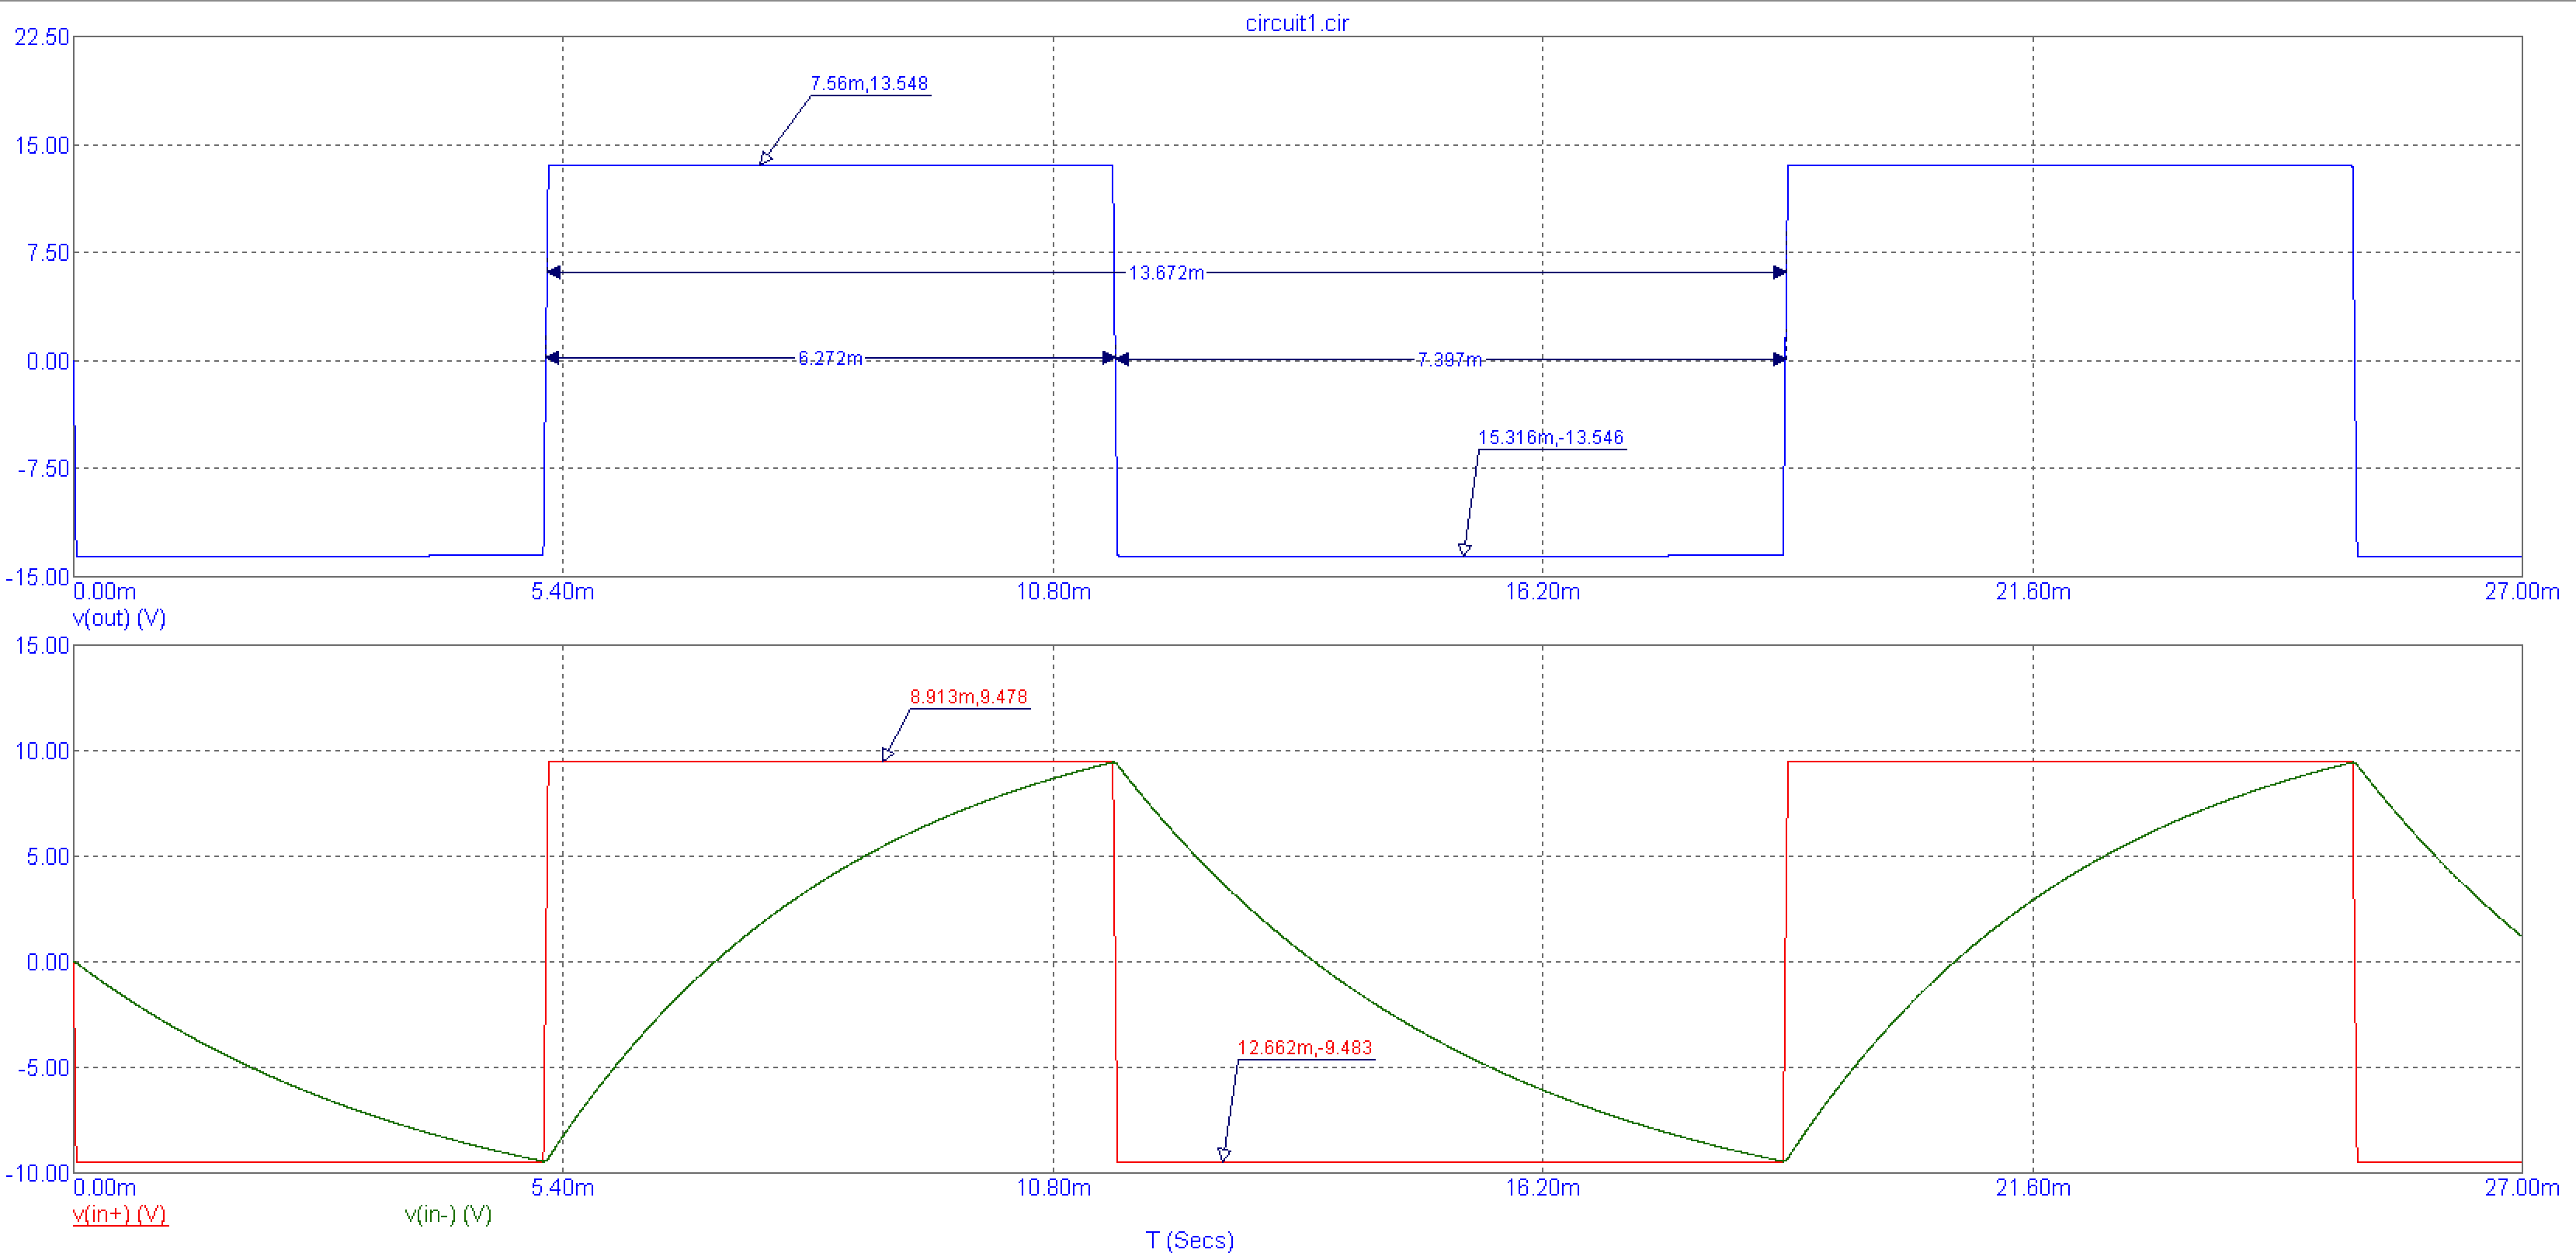 circuit1.cir
22.50
7.56m,13.548
15.00
7.50
13.672m
0.00
6.272m
7.397m
15.316m,-13.546
-7.50
-15.00
0.00m 5.40m 10.80m 16.20m 21.60m 27.00m
v(out) (V)
15.00
8.913m,9.478
10.00
5.00
0.00
12.662m,-9.483
-5.00
-10.00
0.00m 5.40m 10.80m 16.20m 21.60m 27.00m
v(in+) (V) v(in-) (V)
T (Secs)